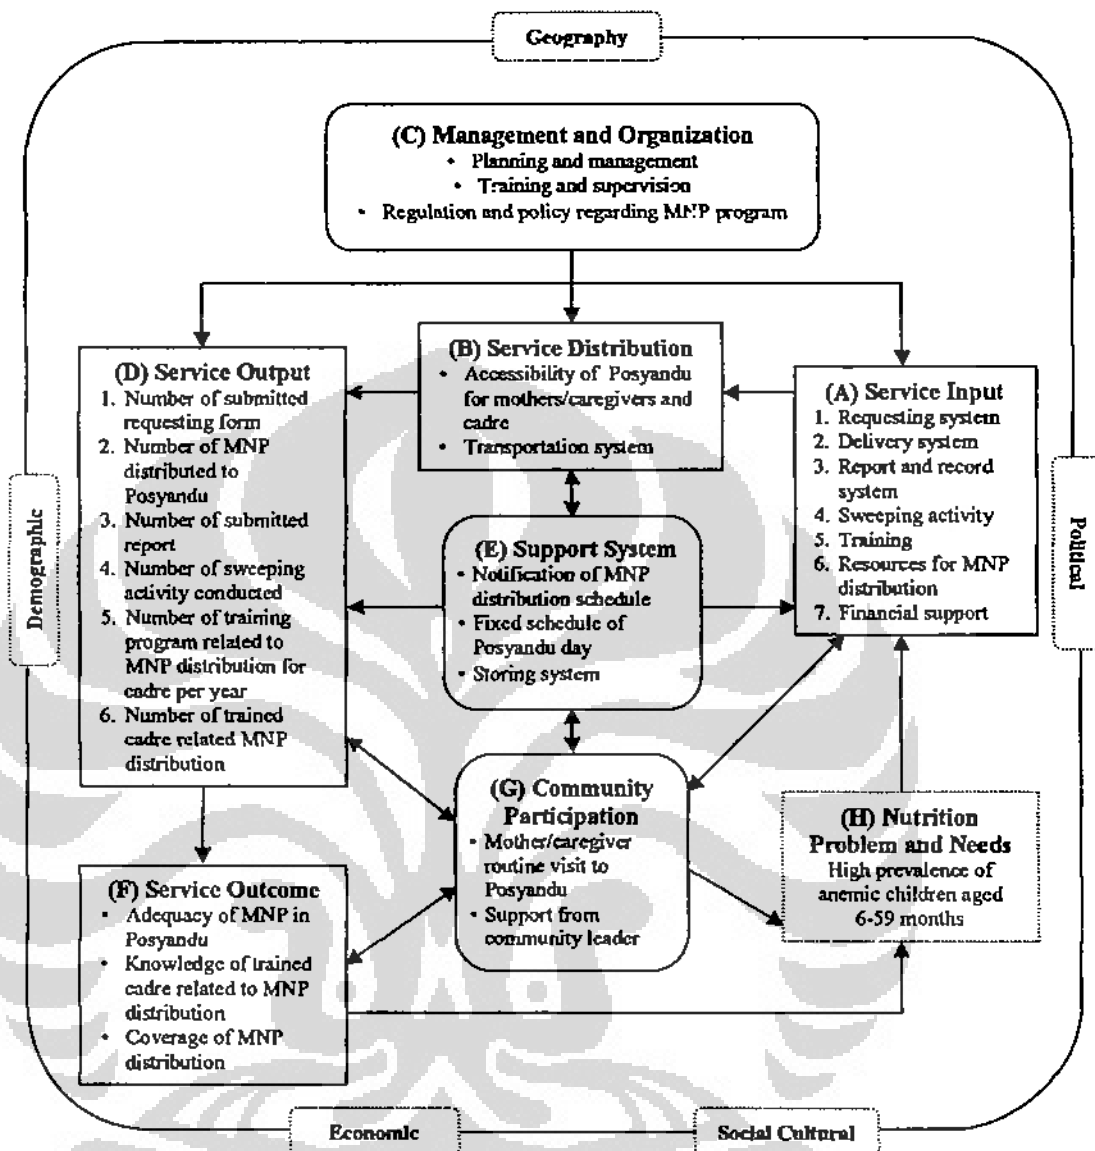 Geography
(C) Management and Organization
• Planning and management
• Training and supervision
• Regulation and policy regarding MNP program
(B) Service Distribution
• Accessibility of Posyandu
for mothers/caregivers and
cadre
• Transportation system
(D) Service Output
1. Number of submitted
requesting form
2. Number of MNP
distributed to
Posyandu
3. Number of submitted
report
4. Number of sweeping
activity conducted
5. Number of training
program related to
MNP distribution for
cadre per year
6. Number of trained
cadre related MNP
distribution
(A) Service Input
1. Requesting system
2. Delivery system
3. Report and record
system
4. Sweeping activity
5. Training
6. Resources for MNP
distribution
7. Financial support
Demographic
Political
(E) Support System
• Notification of MNP
distribution schedule
• Fixed schedule of
Posyandu day
• Storing system
(G) Community
Participation
• Mother/caregiver
routine visit to
Posyandu
• Support from
community leader
(H) Nutrition
Problem and Needs
High prevalence of
anemic children aged
6-59 months
(F) Service Outcome
• Adequacy of MNP in
Posyandu
• Knowledge of trained
cadre related to MNP
distribution
• Coverage of MNP
distribution
Economic
Social Cultural